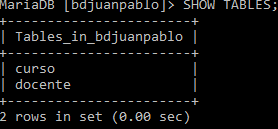 MariaDB [bdjuanpablo]> SHOW TABLES;
+-----------------------+
| Tables_in_bdjuanpablo |
+-----------------------+
| curso                 |
| docente               |
+-----------------------+
2 rows in set (0.00 sec)